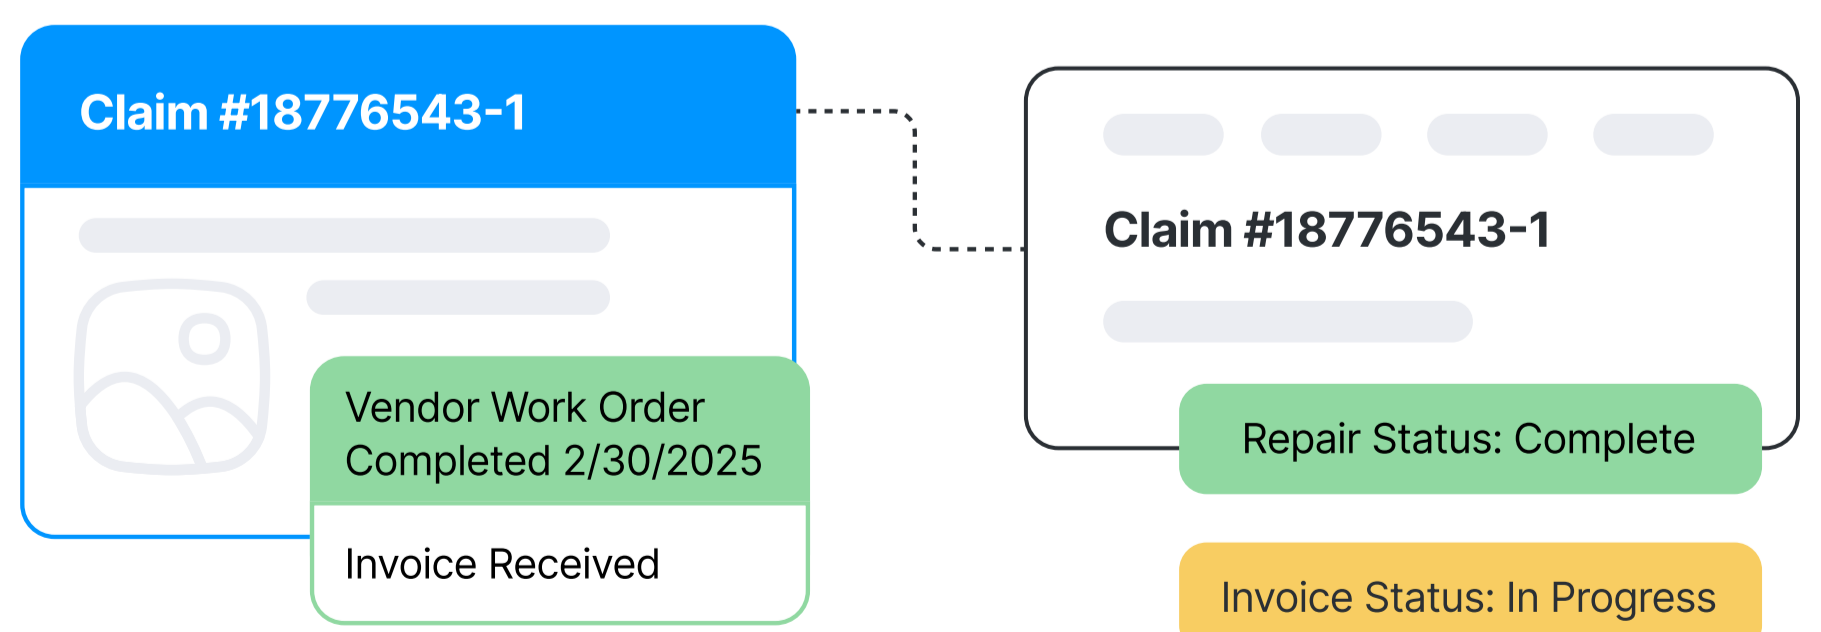 Claim #18776543-1
Vendor Work Order
Completed 2/30/2025
Invoice Received
Claim #18776543-1
Repair Status: Complete
Invoice Status: In Progress